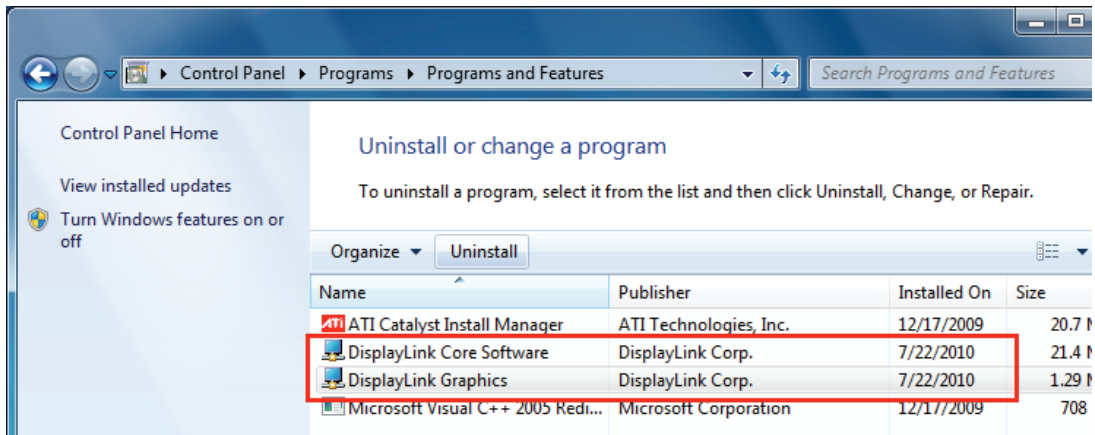 Control Panel Programs Programs and Features Search Programs and Features
Control Panel Home
View installed updates
Turn Windows features on or
off
Uninstall or change a program
To uninstall a program, select it from the list and then click Uninstall, Change, or Repair.
Organize Uninstall
Name Publisher Installed On Size
ATI ATI Catalyst Install Manager ATI Technologies, Inc. 12/17/2009 20.7
DisplayLink Core Software DisplayLink Corp. 7/22/2010 21.4
DisplayLink Graphics DisplayLink Corp. 7/22/2010 1.29
Microsoft Visual C++ 2005 Redi... Microsoft Corporation 12/17/2009 708